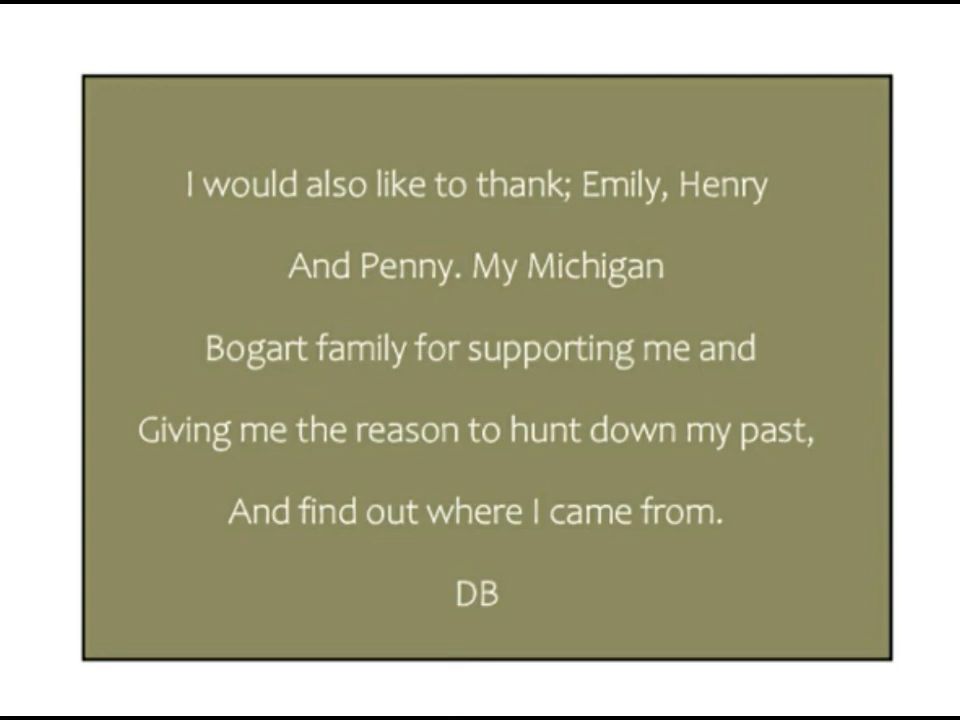 I would also like to thank; Emily, Henry
And Penny. My Michigan
Bogart family for supporting me and
Giving me the reason to hunt down my past,
And find out where I came from.
DB